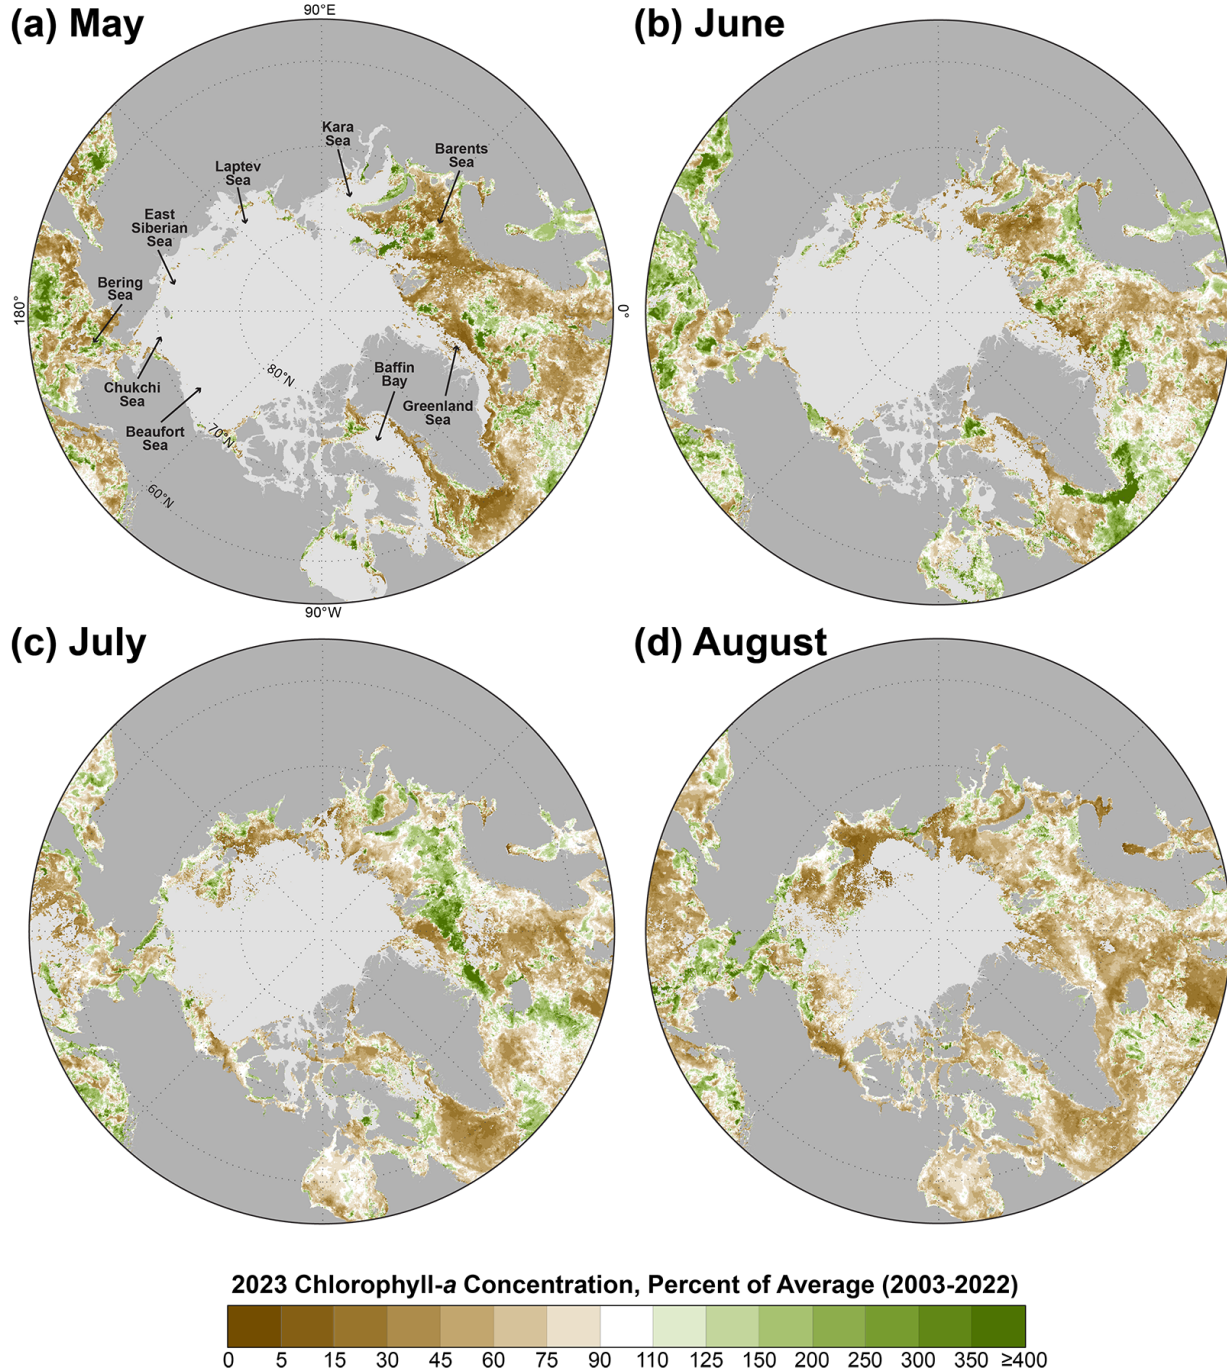 (a) May
90°E
(b) June
Kara
Sea
Barents
Sea
Laptev
Sea
East
Siberian
Sea
Bering
Sea
180°
0°
Chukchi
Sea
Beaufort
Sea
80°N
70°N
60°N
Baffin
Bay
Greenland
Sea
90°W
(c) July
(d) August
2023 Chlorophyll-a Concentration, Percent of Average (2003-2022)
0 5 15 30 45 60 75 90 110 125 150 200 250 300 350 ≥400